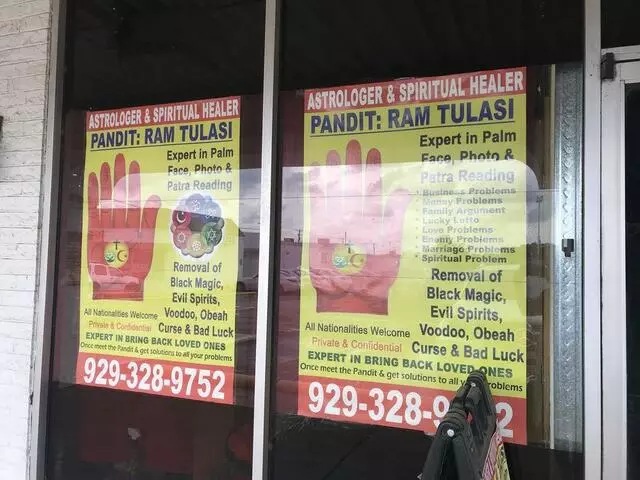 ASTROLOGER & SPIRITUAL HEALER
PANDIT: RAM TULASI
Expert in Palm
Face, Photo &
Patra Reading
Removal of
Black Magic,
Evil Spirits,
Voodoo, Obeah
Curse & Bad Luck
All Nationalities Welcome
Private & Confidential
EXPERT IN BRING BACK LOVED ONES
Once meet the Pandit & get solutions to all your problems
929-328-9752
ASTROLOGER & SPIRITUAL HEALER
PANDIT: RAM TULASI
Expert in Palm
Face, Photo &
Patra Reading
• Business Problems
• Money Problems
• Family Argument
• Lucky Lotto
• Love Problems
• Enemy Problems
• Marriage Problems
• Spiritual Problem
Removal of
Black Magic,
Evil Spirits,
Voodoo, Obeah
Curse & Bad Luck
All Nationalities Welcome
Private & Confidential
EXPERT IN BRING BACK LOVED ONES
Once meet the Pandit & get solutions to all your problems
929-328-9 2